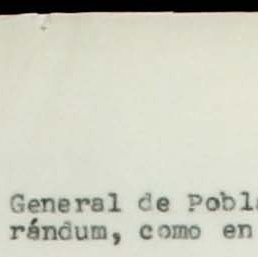 General de Pobla
rándum, como en